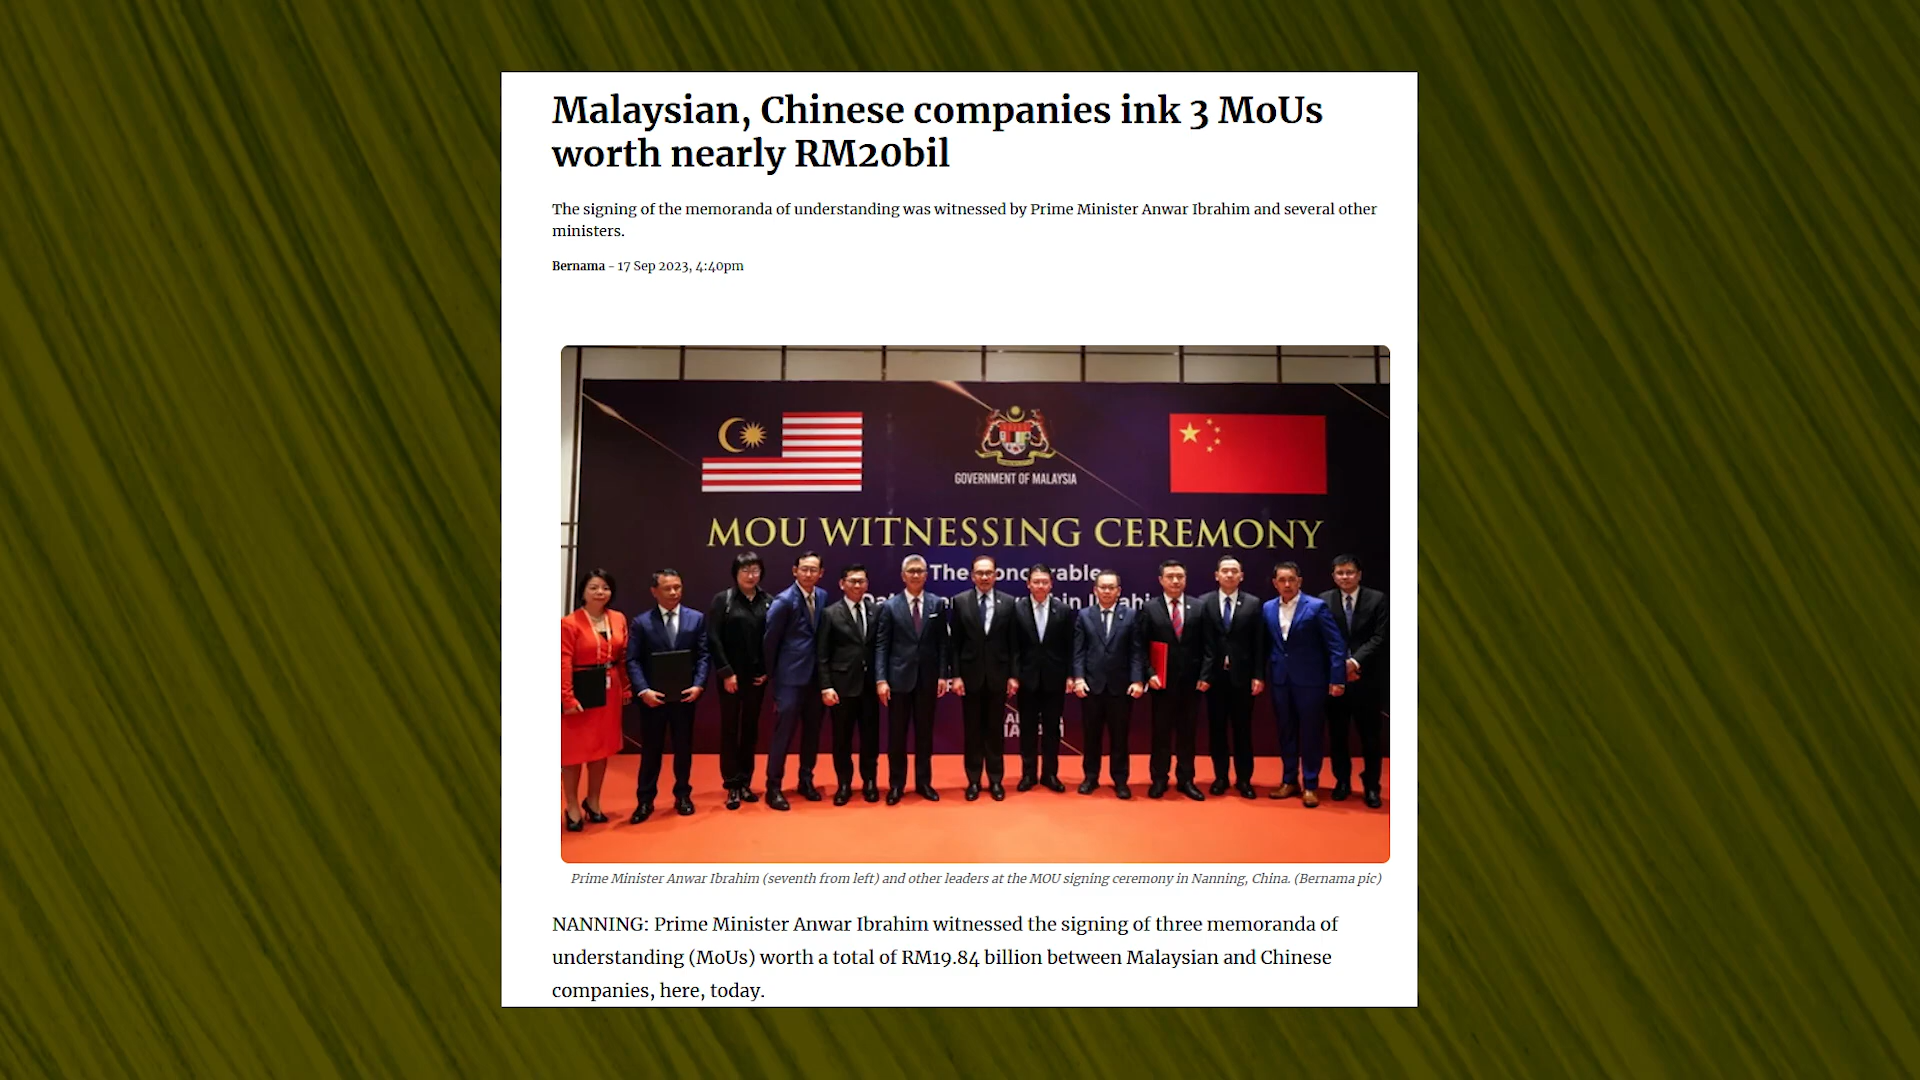 Malaysian, Chinese companies ink 3 MoUs
worth nearly RM20bil
The signing of the memoranda of understanding was witnessed by Prime Minister Anwar Ibrahim and several other
ministers.
Bernama - 17 Sep 2023, 4:40pm
GOVERNMENT OF MALAYSIA
MOU WITNESSING CEREMONY
The
Prime Minister Anwar Ibrahim (seventh from left) and other leaders at the MOU signing ceremony in Nanning, China. (Bernama pic)
NANNING: Prime Minister Anwar Ibrahim witnessed the signing of three memoranda of
understanding (MoUs) worth a total of RM19.84 billion between Malaysian and Chinese
companies, here, today.